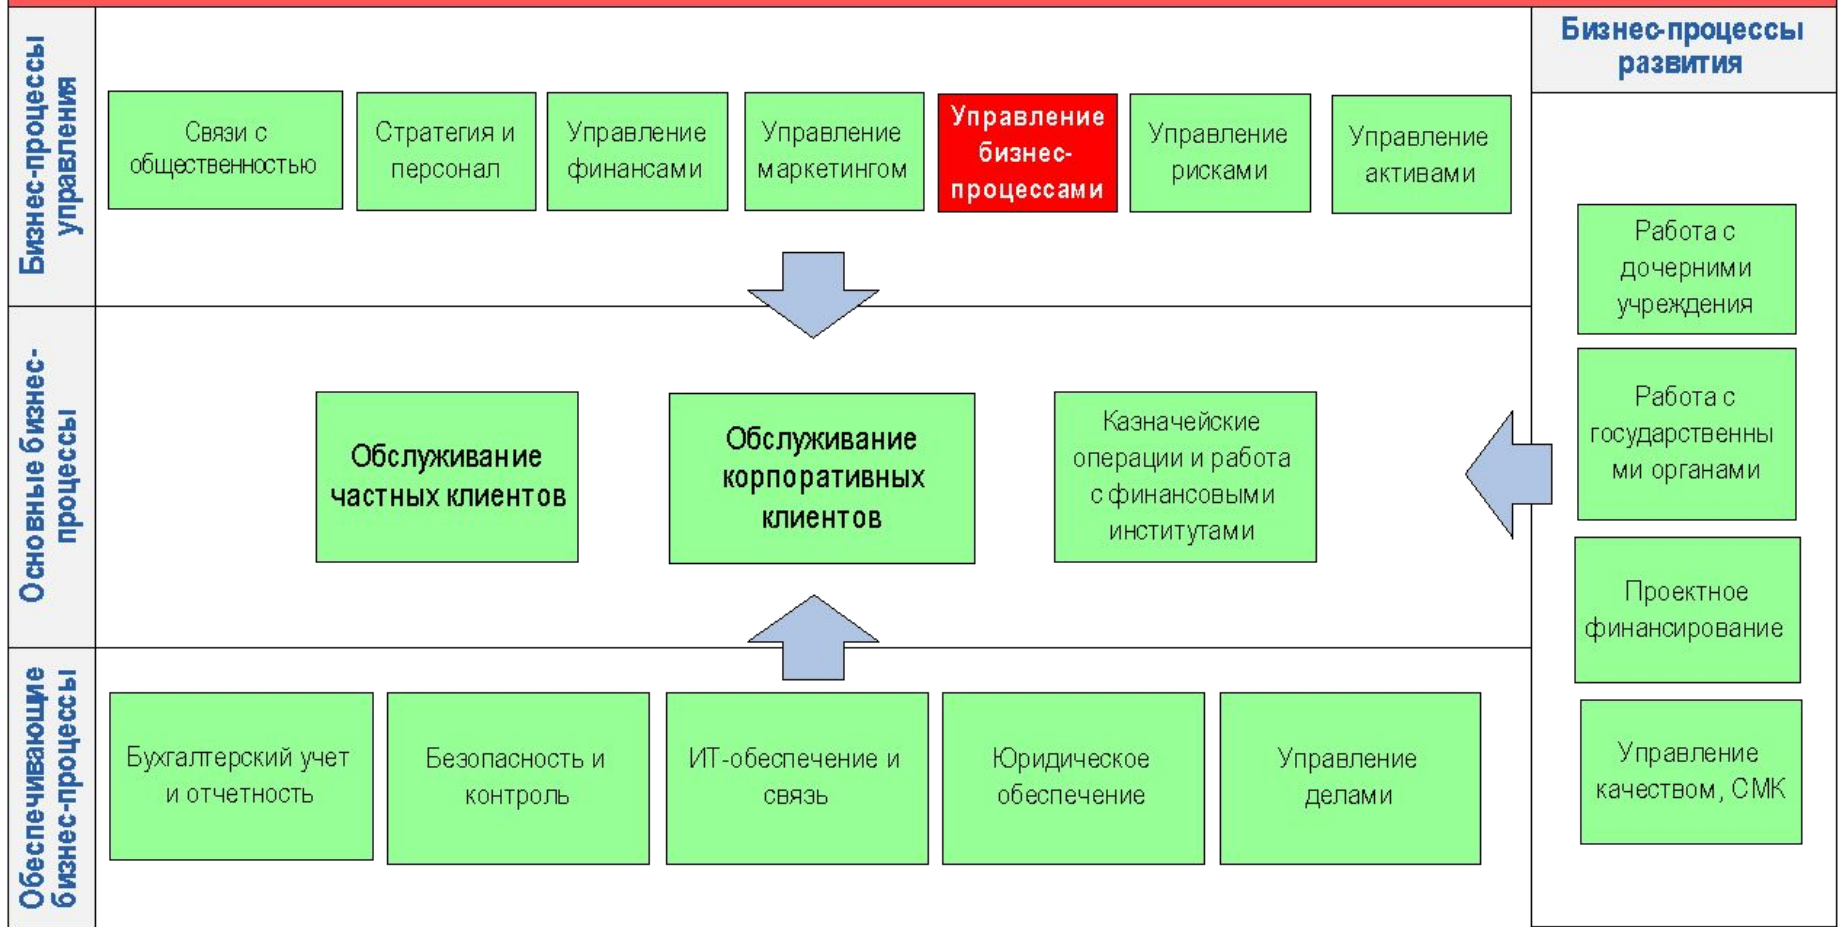 Бизнес-процессы
управления
Связи с
общественностью
Стратегия и
персонал
Управление
финансами
Управление
маркетингом
Управление
бизнес-
процессами
Управление
рисками
Управление
активами
Бизнес-процессы
развития
Работа с
дочерними
учреждения
Работа с
государственны
ми органами
Проектное
финансирование
Управление
качеством, СМК
Основные бизнес-
процессы
Обслуживание
частных клиентов
Обслуживание
корпоративных
клиентов
Казначейские
операции и работа
с финансовыми
институтами
Обеспечивающие
бизнес-процессы
Бухгалтерский учет
и отчетность
Безопасность и
контроль
ИТ-обеспечение и
связь
Юридическое
обеспечение
Управление
делами